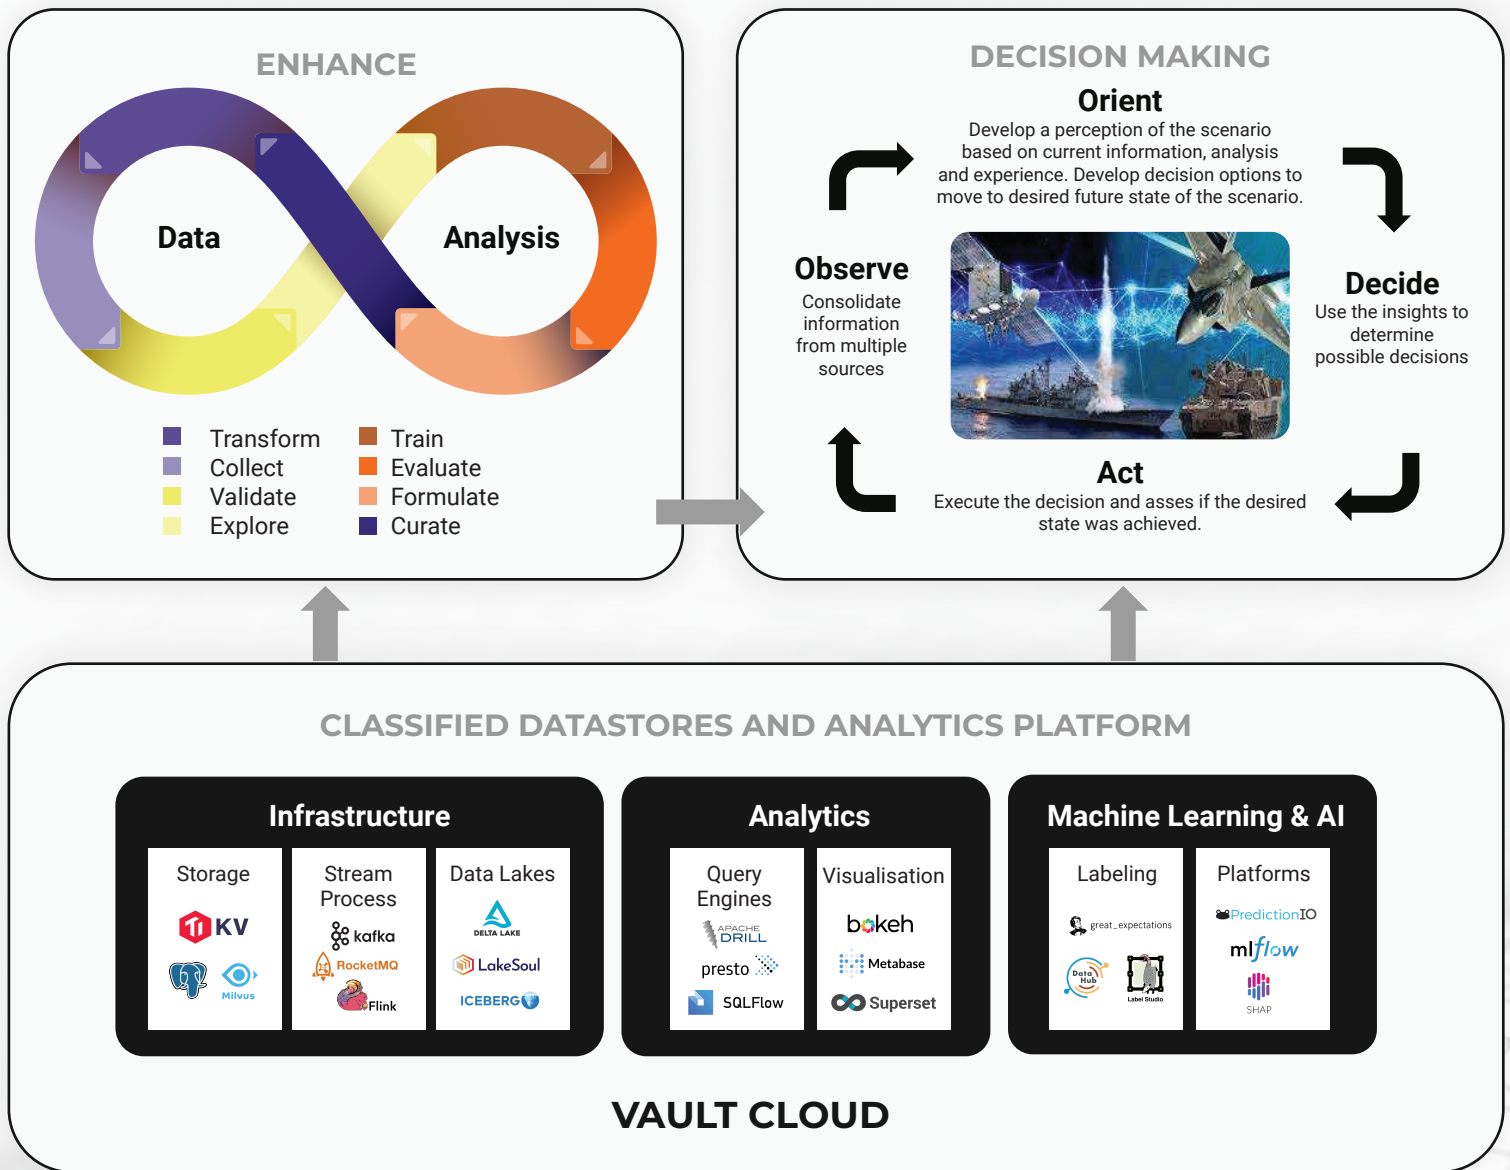 ENHANCE
Data
Analysis
Transform
Collect
Validate
Explore
Train
Evaluate
Formulate
Curate
DECISION MAKING
Orient
Develop a perception of the scenario
based on current information, analysis
and experience. Develop decision options to
move to desired future state of the scenario.
Observe
Consolidate
information
from multiple
sources
Decide
Use the insights to
determine
possible decisions
Act
Execute the decision and asses if the desired
state was achieved.
CLASSIFIED DATASTORES AND ANALYTICS PLATFORM
Infrastructure
Storage
Ti KV
Milvus
Stream
Process
kafka
RocketMQ
Flink
Data Lakes
DELTA LAKE
LakeSoul
ICEBERG
Analytics
Query
Engines
APACHE
DRILL
presto
SQLFlow
Visualisation
bokeh
Metabase
Superset
Machine Learning & AI
Labeling
great_expectations
Data
Hub
Label Studio
Platforms
PredictionIO
mlflow
SHAP
VAULT CLOUD